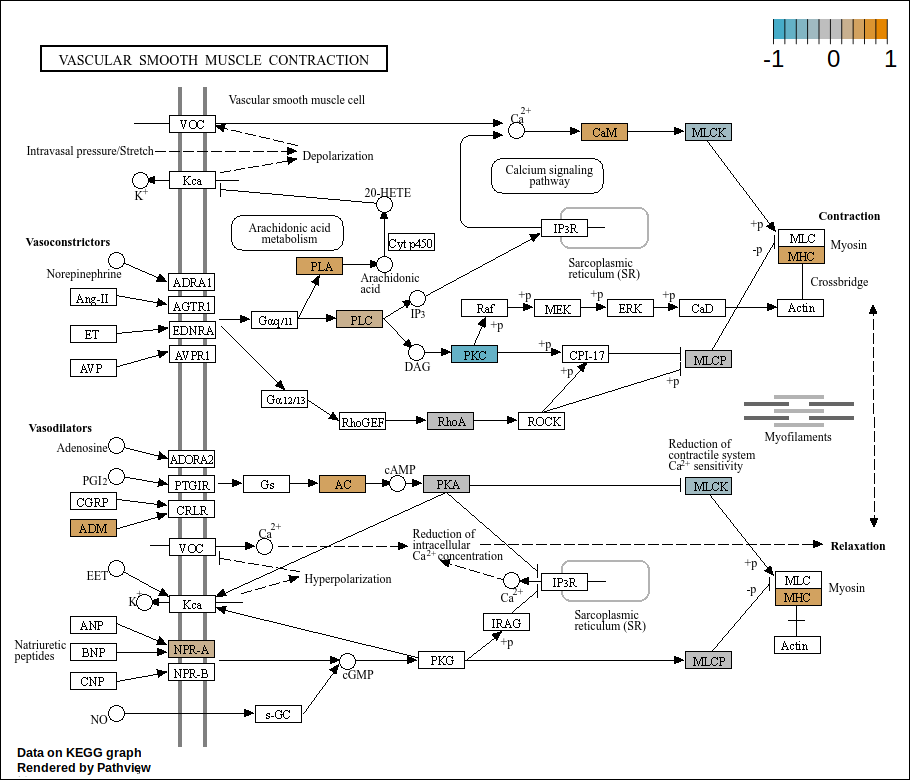 VASCULAR SMOOTH MUSCLE CONTRACTION
-1 0 1
Vascular smooth muscle cell
VOC
Ca2+
CaM
MLCK
Intravasal pressure/Stretch
Depolarization
Kca
K+
Calcium signaling
pathway
20-HETE
Cyt p450
Arachidonic acid
metabolism
IP3R
Sarcoplasmic
reticulum (SR)
+p
-p
Contraction
MLC
MHC
Myosin
Crossbridge
Actin
Vasoconstrictors
Norepinephrine
Ang-II
ET
AVP
ADRA1
AGTR1
EDNRA
AVPR1
PLA
Arachidonic
acid
Gαq/11
PLC
IP3
DAG
Raf
+p
MEK
+p
ERK
+p
CaD
+p
PKC
+p
CPI-17
+p
+p
MLCP
Gα12/13
RhoGEF
RhoA
ROCK
Myofilaments
Vasodilators
Adenosine
PGI2
CGRP
ADM
ADORA2
PTGIR
CRLR
Gs
AC
cAMP
PKA
Reduction of
contractile system
Ca2+ sensitivity
MLCK
VOC
Ca2+
Reduction of
intracellular
Ca2+ concentration
Relaxation
EET
Hyperpolarization
K+
Kca
Ca2+
IP3R
Sarcoplasmic
reticulum (SR)
+p
-p
MLC
MHC
Myosin
Actin
IRAG
+p
Natriuretic
peptides
ANP
BNP
CNP
NPR-A
NPR-B
cGMP
PKG
MLCP
NO
s-GC
Data on KEGG graph
Rendered by Pathview